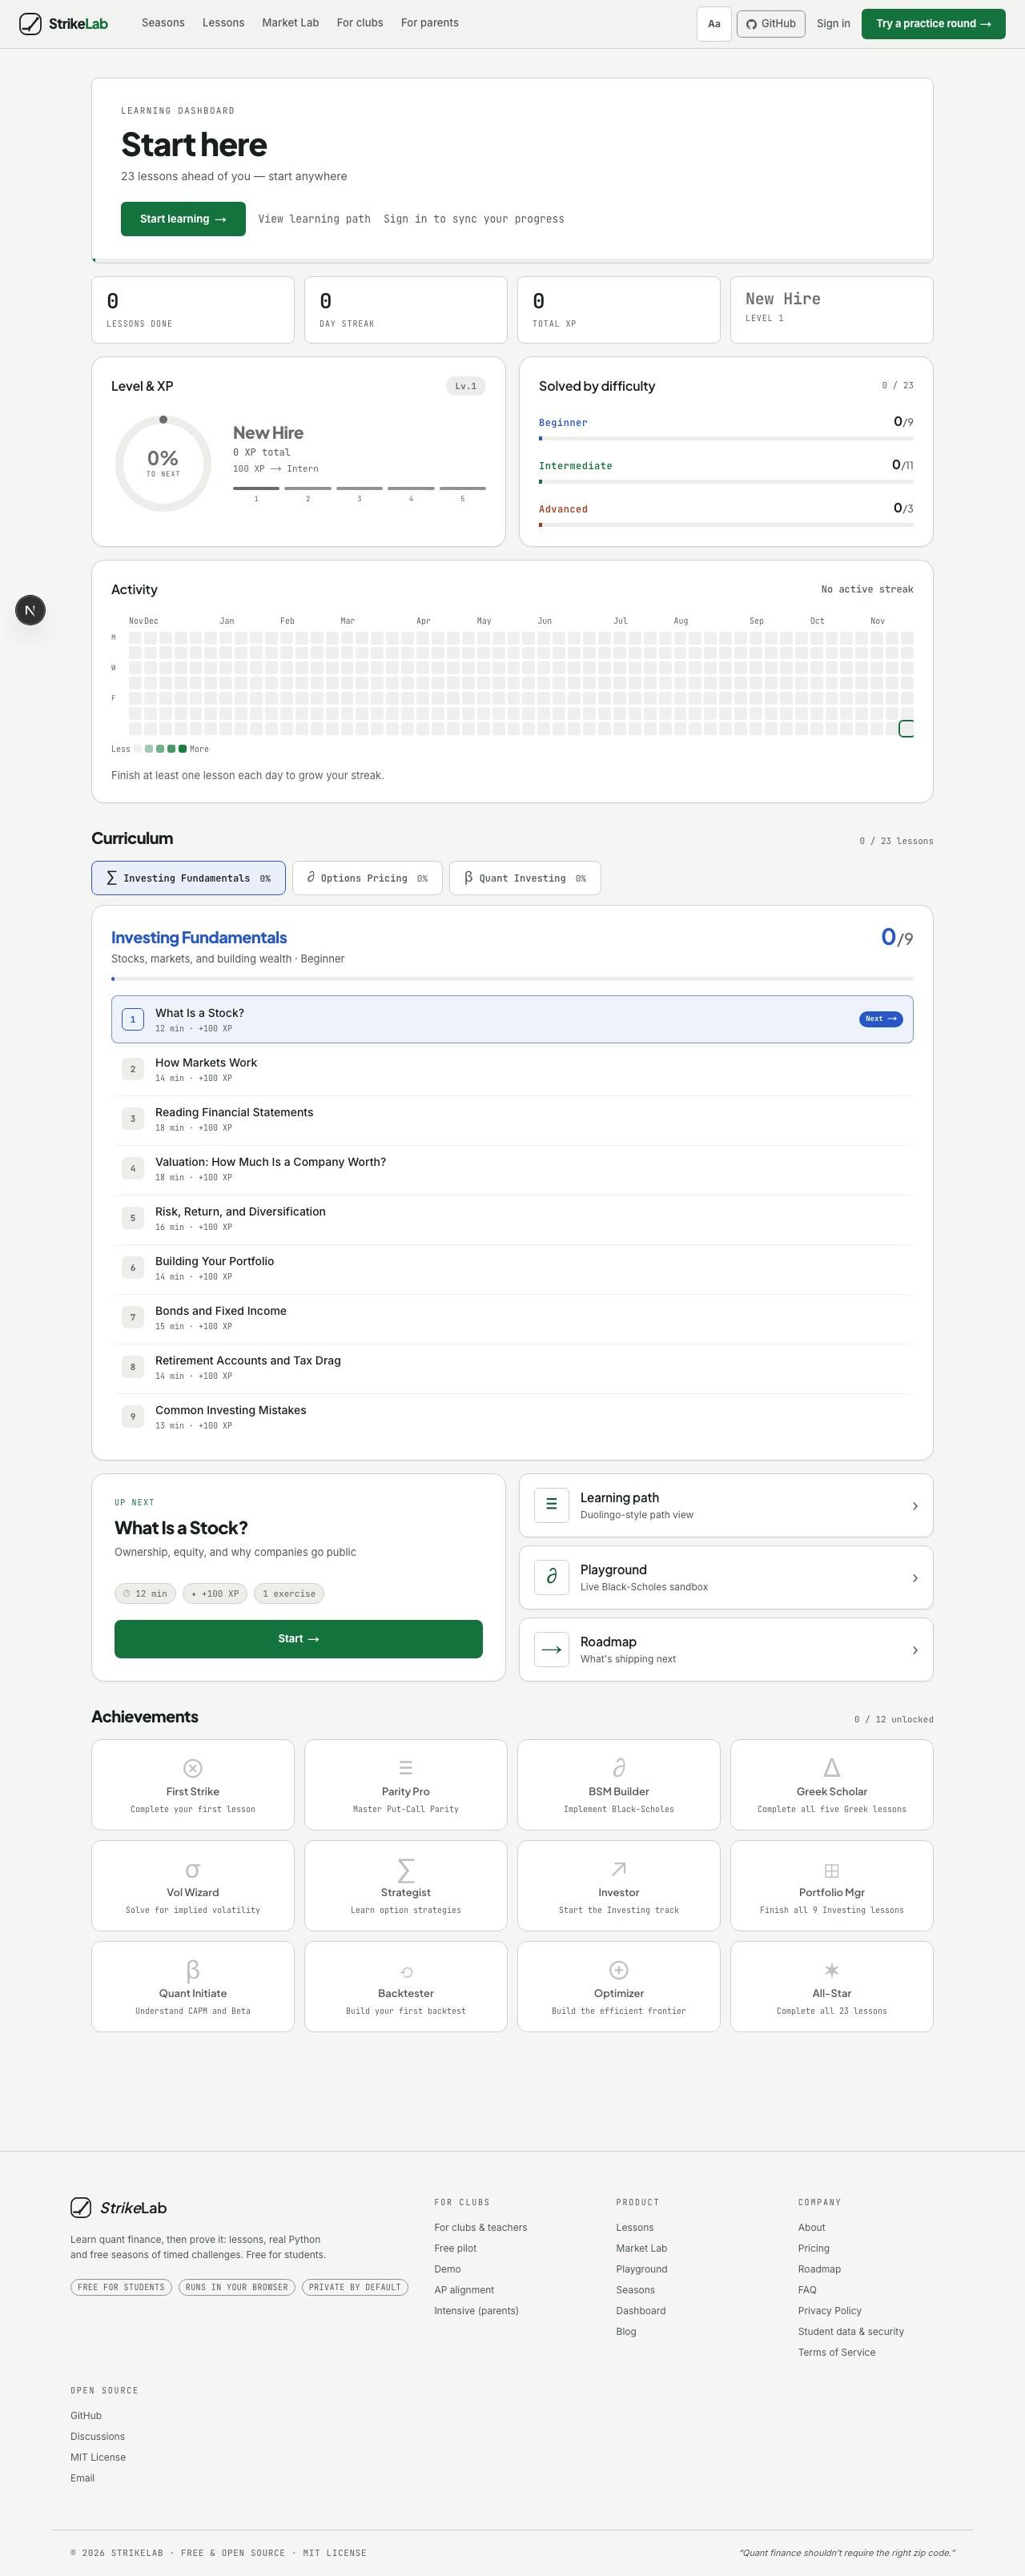 StrikeLab
Seasons
Lessons
Market Lab
For clubs
For parents
Aa
GitHub
Sign in
Try a practice round →
LEARNING DASHBOARD
Start here
23 lessons ahead of you — start anywhere
Start learning →
View learning path
Sign in to sync your progress
0
LESSONS DONE
0
DAY STREAK
0
TOTAL XP
New Hire
LEVEL 1
Level & XP
Lv.1
0%
TO NEXT
New Hire
0 XP total
100 XP → Intern
1 2 3 4 5
Solved by difficulty
0 / 23
Beginner
0/9
Intermediate
0/11
Advanced
0/3
N
Activity
No active streak
Nov Dec Jan Feb Mar Apr May Jun Jul Aug Sep Oct Nov
M
W
F
Less
More
Finish at least one lesson each day to grow your streak.
Curriculum
0 / 23 lessons
∑ Investing Fundamentals 0%
∂ Options Pricing 0%
β Quant Investing 0%
Investing Fundamentals
0/9
Stocks, markets, and building wealth · Beginner
1
What Is a Stock?
12 min · +100 XP
Next →
2
How Markets Work
14 min · +100 XP
3
Reading Financial Statements
18 min · +100 XP
4
Valuation: How Much Is a Company Worth?
18 min · +100 XP
5
Risk, Return, and Diversification
16 min · +100 XP
6
Building Your Portfolio
14 min · +100 XP
7
Bonds and Fixed Income
15 min · +100 XP
8
Retirement Accounts and Tax Drag
14 min · +100 XP
9
Common Investing Mistakes
13 min · +100 XP
UP NEXT
What Is a Stock?
Ownership, equity, and why companies go public
⏱ 12 min
✦ +100 XP
1 exercise
Start →
≡
Learning path
Duolingo-style path view
›
∂
Playground
Live Black-Scholes sandbox
›
→
Roadmap
What's shipping next
›
Achievements
0 / 12 unlocked
⊗
First Strike
Complete your first lesson
≡
Parity Pro
Master Put-Call Parity
∂
BSM Builder
Implement Black-Scholes
Δ
Greek Scholar
Complete all five Greek lessons
σ
Vol Wizard
Solve for implied volatility
∑
Strategist
Learn option strategies
↗
Investor
Start the Investing track
⊞
Portfolio Mgr
Finish all 9 Investing lessons
β
Quant Initiate
Understand CAPM and Beta
⟲
Backtester
Build your first backtest
⊕
Optimizer
Build the efficient frontier
✶
All-Star
Complete all 23 lessons
StrikeLab
Learn quant finance, then prove it: lessons, real Python
and free seasons of timed challenges. Free for students.
FREE FOR STUDENTS
RUNS IN YOUR BROWSER
PRIVATE BY DEFAULT
FOR CLUBS
For clubs & teachers
Free pilot
Demo
AP alignment
Intensive (parents)
PRODUCT
Lessons
Market Lab
Playground
Seasons
Dashboard
Blog
COMPANY
About
Pricing
Roadmap
FAQ
Privacy Policy
Student data & security
Terms of Service
OPEN SOURCE
GitHub
Discussions
MIT License
Email
© 2026 STRIKELAB · FREE & OPEN SOURCE · MIT LICENSE
"Quant finance shouldn't require the right zip code."